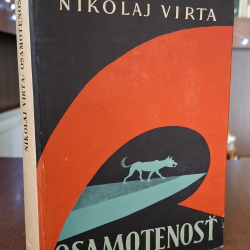 NIKOLAJ VIRTA
OSAMOTENOSŤ
NIKOLAJ VIRTA: OSAMOTENOSŤ